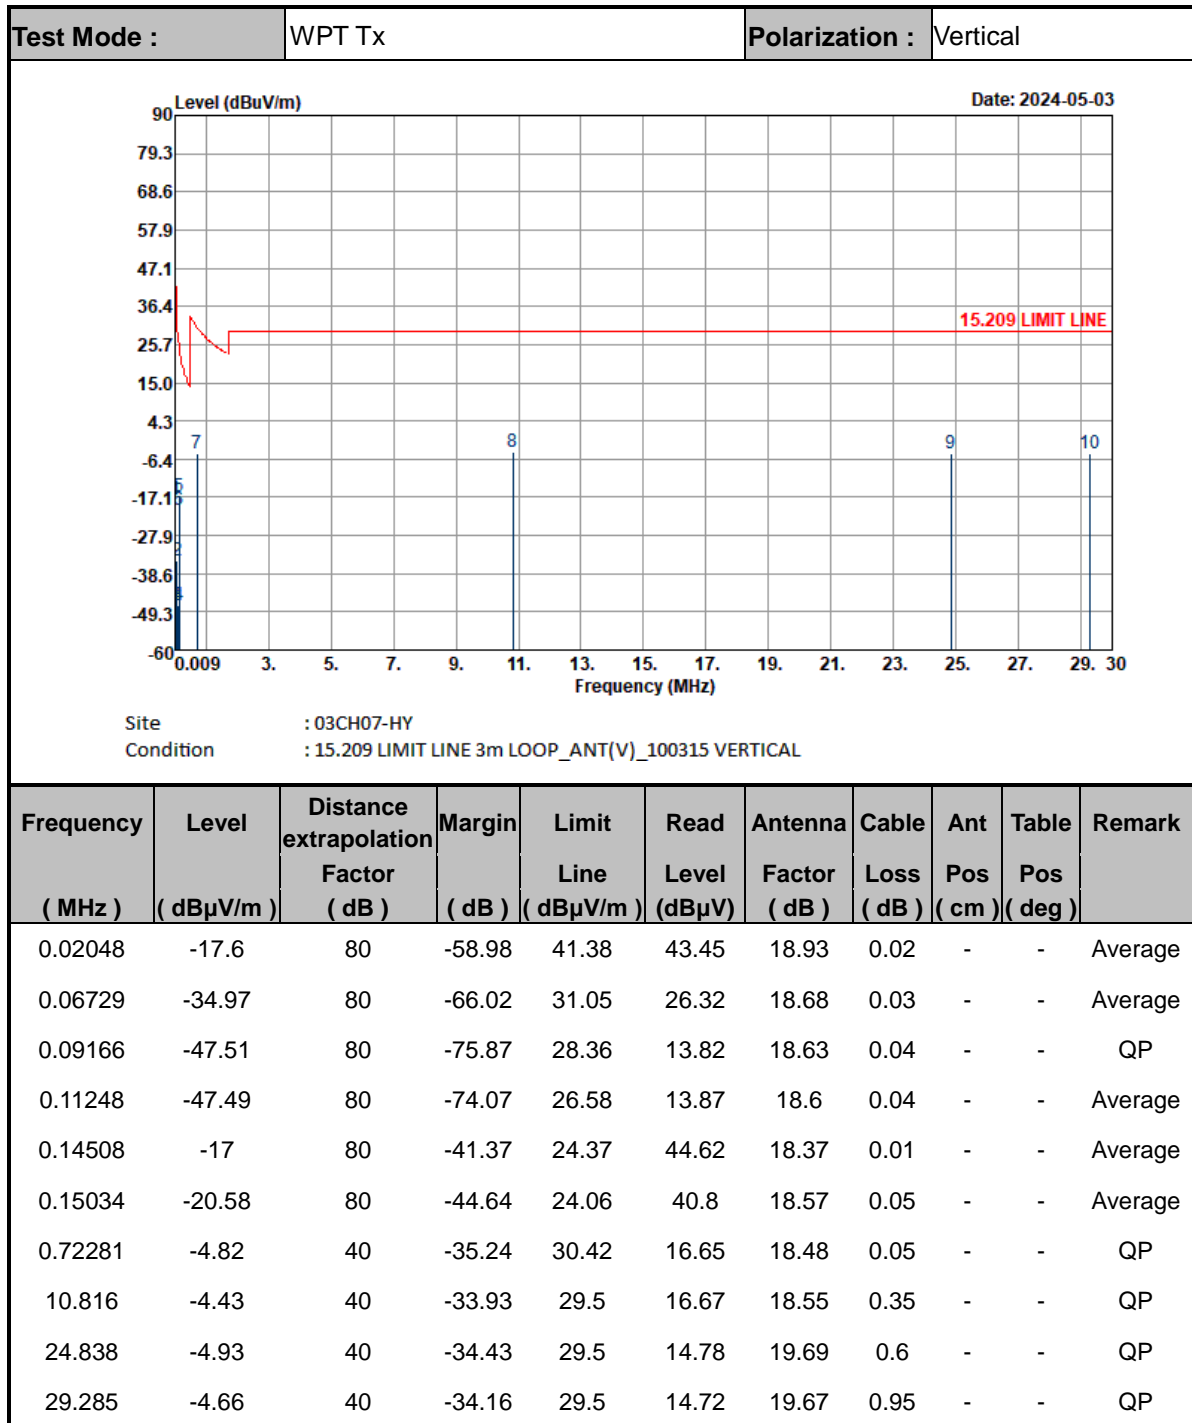 Test Mode : WPT Tx Polarization : Vertical
Level (dBuV/m) Date: 2024-05-03
90
79.3
68.6
57.9
47.1
36.4
15.209 LIMIT LINE
25.7
15.0
4.3
7 8 9 10
-6.4
5
-17.1
-27.9
2
-38.6
4
-49.3
-60
0.009 3. 5. 7. 9. 11. 13. 15. 17. 19. 21. 23. 25. 27. 29. 30
Frequency (MHz)
Site : 03CH07-HY
Condition : 15.209 LIMIT LINE 3m LOOP_ANT(V)_100315 VERTICAL
Frequency Level Distance extrapolation Margin Limit Read Antenna Cable Ant Table Remark
Factor Line Level Factor Loss Pos Pos
( MHz ) ( dBµV/m ) ( dB ) ( dB ) ( dBµV/m ) (dBµV) ( dB ) ( dB ) ( cm ) ( deg )
0.02048 -17.6 80 -58.98 41.38 43.45 18.93 0.02 - - Average
0.06729 -34.97 80 -66.02 31.05 26.32 18.68 0.03 - - Average
0.09166 -47.51 80 -75.87 28.36 13.82 18.63 0.04 - - QP
0.11248 -47.49 80 -74.07 26.58 13.87 18.6 0.04 - - Average
0.14508 -17 80 -41.37 24.37 44.62 18.37 0.01 - - Average
0.15034 -20.58 80 -44.64 24.06 40.8 18.57 0.05 - - Average
0.72281 -4.82 40 -35.24 30.42 16.65 18.48 0.05 - - QP
10.816 -4.43 40 -33.93 29.5 16.67 18.55 0.35 - - QP
24.838 -4.93 40 -34.43 29.5 14.78 19.69 0.6 - - QP
29.285 -4.66 40 -34.16 29.5 14.72 19.67 0.95 - - QP